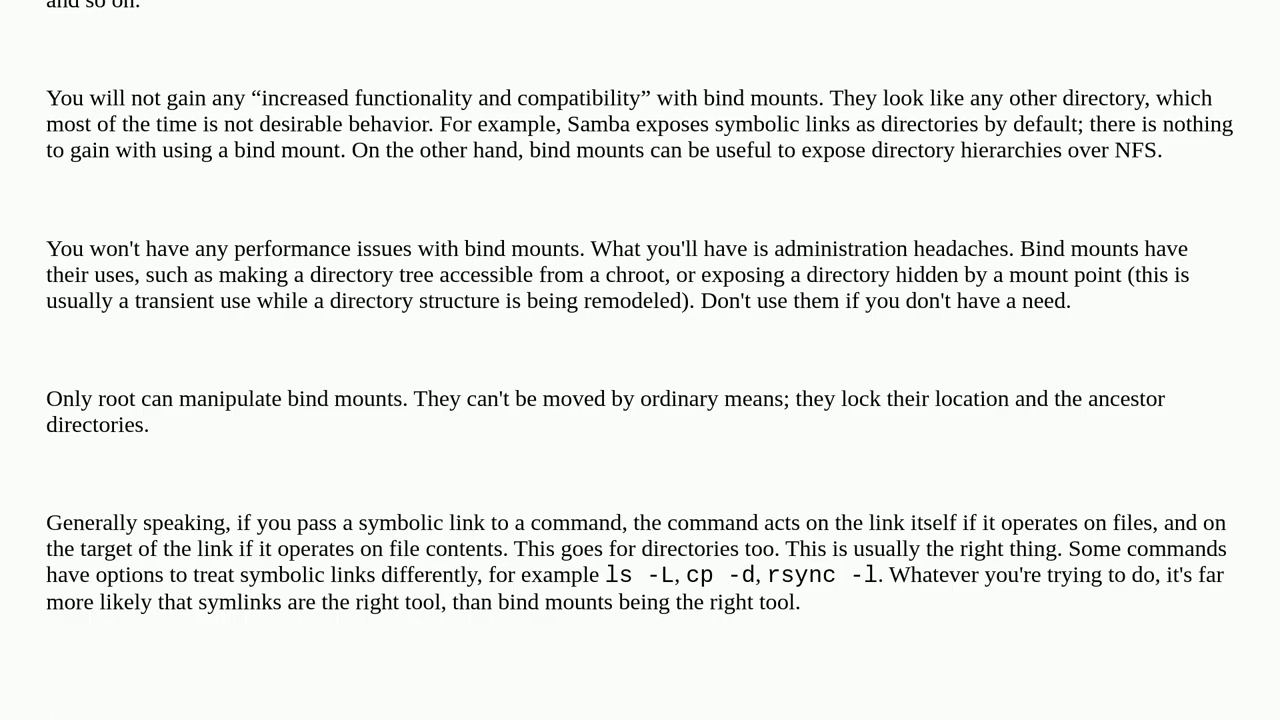 and so on.
You will not gain any “increased functionality and compatibility” with bind mounts. They look like any other directory, which
most of the time is not desirable behavior. For example, Samba exposes symbolic links as directories by default; there is nothing
to gain with using a bind mount. On the other hand, bind mounts can be useful to expose directory hierarchies over NFS.
You won't have any performance issues with bind mounts. What you'll have is administration headaches. Bind mounts have
their uses, such as making a directory tree accessible from a chroot, or exposing a directory hidden by a mount point (this is
usually a transient use while a directory structure is being remodeled). Don't use them if you don't have a need.
Only root can manipulate bind mounts. They can't be moved by ordinary means; they lock their location and the ancestor
directories.
Generally speaking, if you pass a symbolic link to a command, the command acts on the link itself if it operates on files, and on
the target of the link if it operates on file contents. This goes for directories too. This is usually the right thing. Some commands
have options to treat symbolic links differently, for example ls -L, cp -d, rsync -l. Whatever you're trying to do, it's far
more likely that symlinks are the right tool, than bind mounts being the right tool.